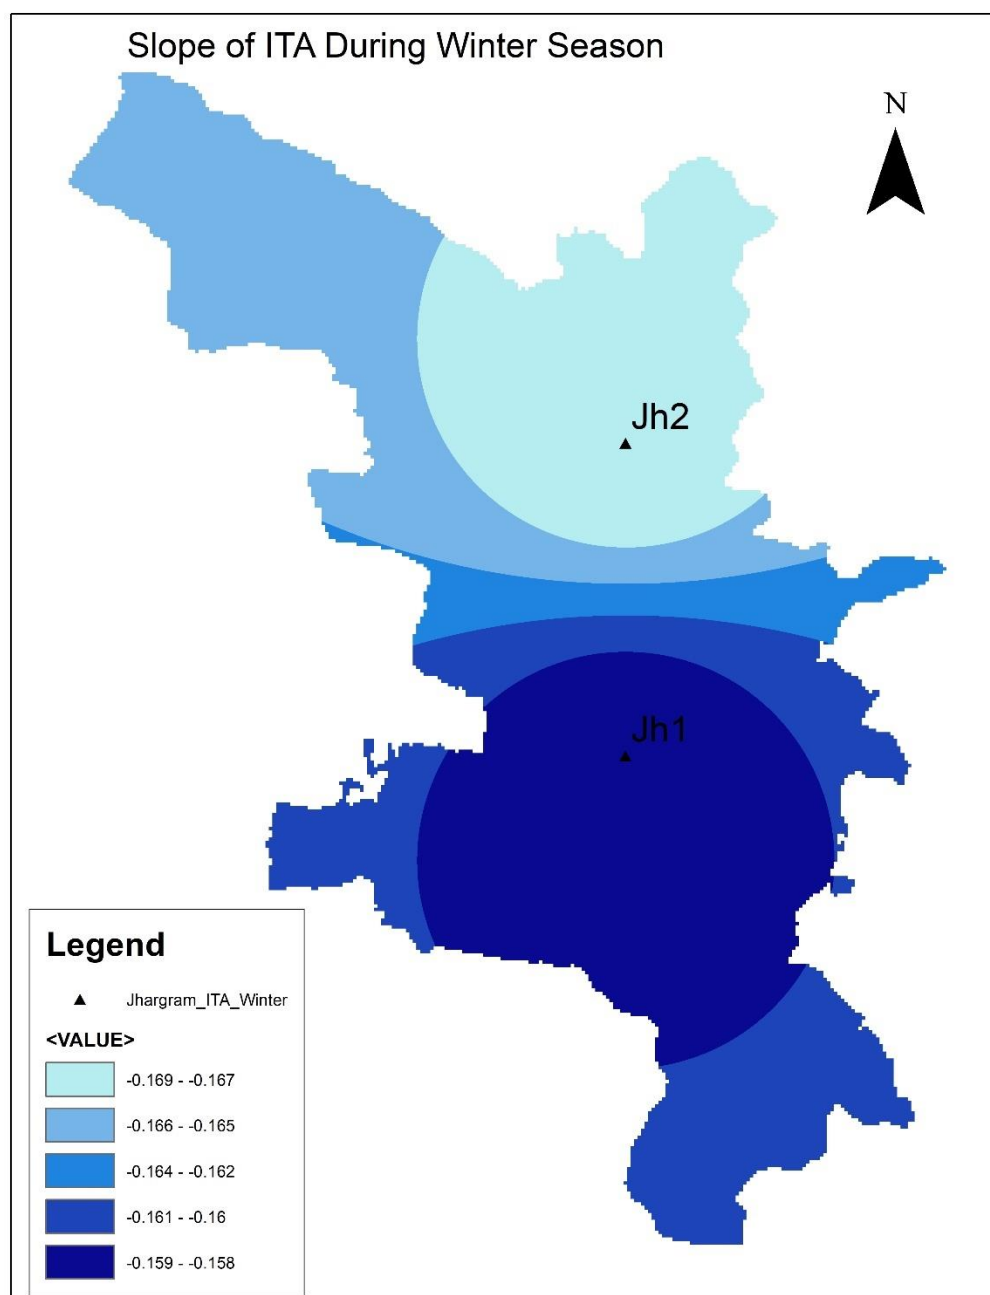 Slope of ITA During Winter Season
N
Jh2
Jh1
Legend
Jhargram_ITA_Winter
<VALUE>
-0.169 - -0.167
-0.166 - -0.165
-0.164 - -0.162
-0.161 - -0.16
-0.159 - -0.158